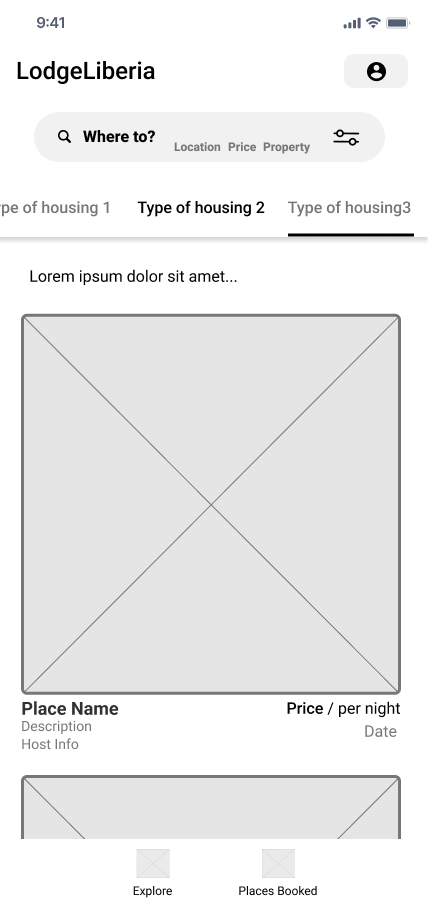 9:41
LodgeLiberia
Where to? Location Price Property
pe of housing 1 Type of housing 2 Type of housing3
Lorem ipsum dolor sit amet...
Place Name Price / per night
Description Date
Host Info
Explore Places Booked